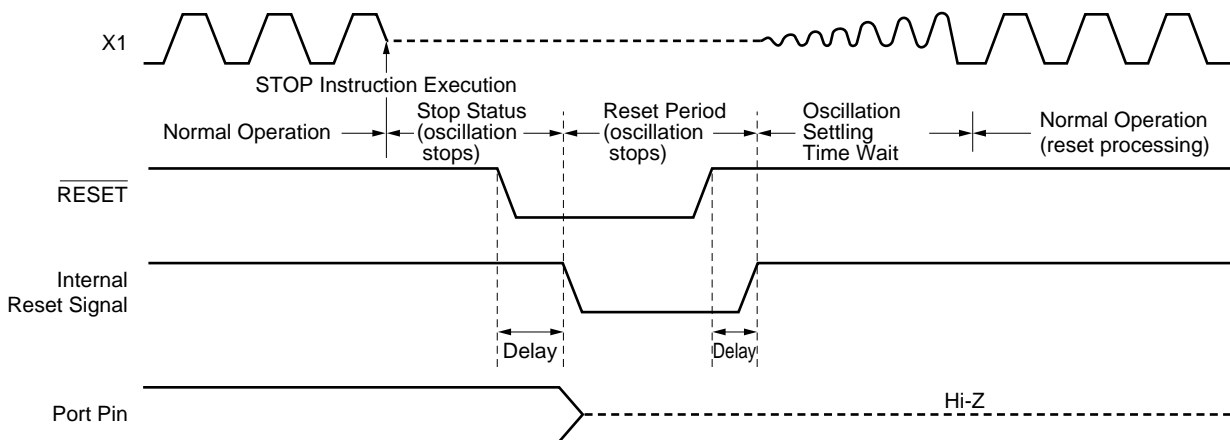 X1
STOP Instruction Execution
Normal Operation
Stop Status
(oscillation
stops)
Reset Period
(oscillation
stops)
Oscillation
Settling
Time Wait
Normal Operation
(reset processing)
RESET
Internal
Reset Signal
Delay
Delay
Port Pin
Hi-Z